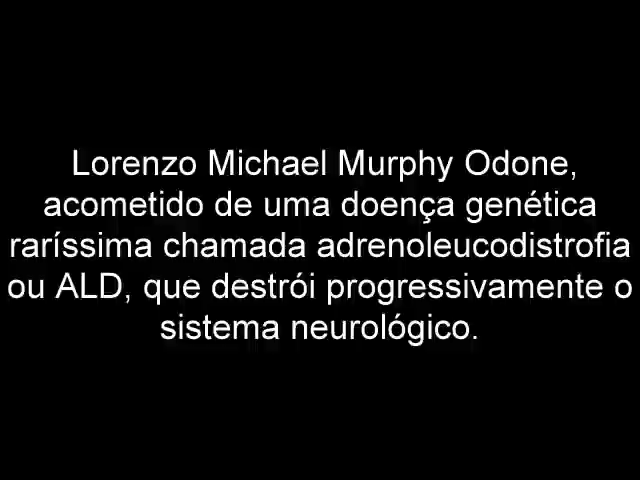 Lorenzo Michael Murphy Odone,
acometido de uma doença genética
raríssima chamada adrenoleucodistrofia
ou ALD, que destrói progressivamente o
sistema neurológico.